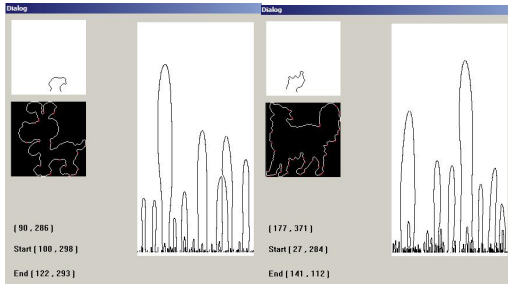 Dialog
[ 90 , 286 ]
Start [ 100 , 298 ]
End [ 122 , 293 ]
Dialog
[ 177 , 371 ]
Start [ 27 , 284 ]
End [ 141 , 112 ]